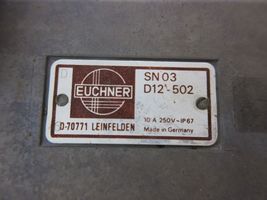 EUCHNER
D-70771 LEINFELDEN
SN 03
D12-502
10 A 250V~IP67
Made in Germany